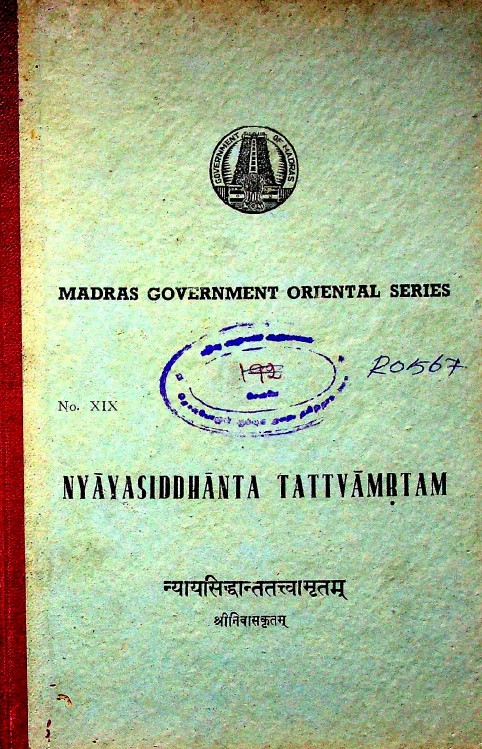 GOVERNMENT OF MADRAS
MADRAS GOVERNMENT ORIENTAL SERIES
R01567
No. XIX
NYĀYASIDDHĀNTA TATTVĀMṚTAM
न्यायसिद्धान्ततत्त्वामृतम्
श्रीनिवासकृतम्